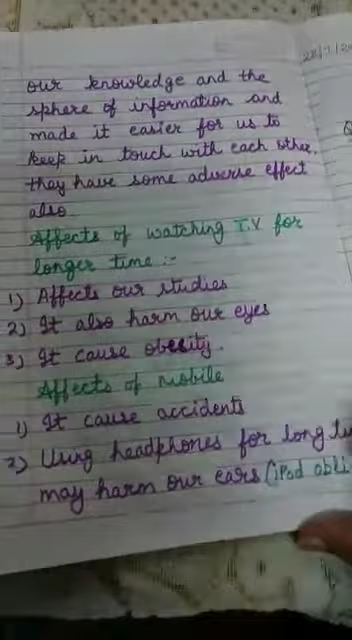 our knowledge and the
sphere of information and
made it easier for us to
keep in touch with each other,
they have some adverse effect
also
Affects of watching T.V for
longer time :-
1) Affects our studies
2) It also harm our eyes
3) It cause obesity.
Affects of mobile
1) It cause accidents
2) Using headphones for long
may harm our ears (iPod